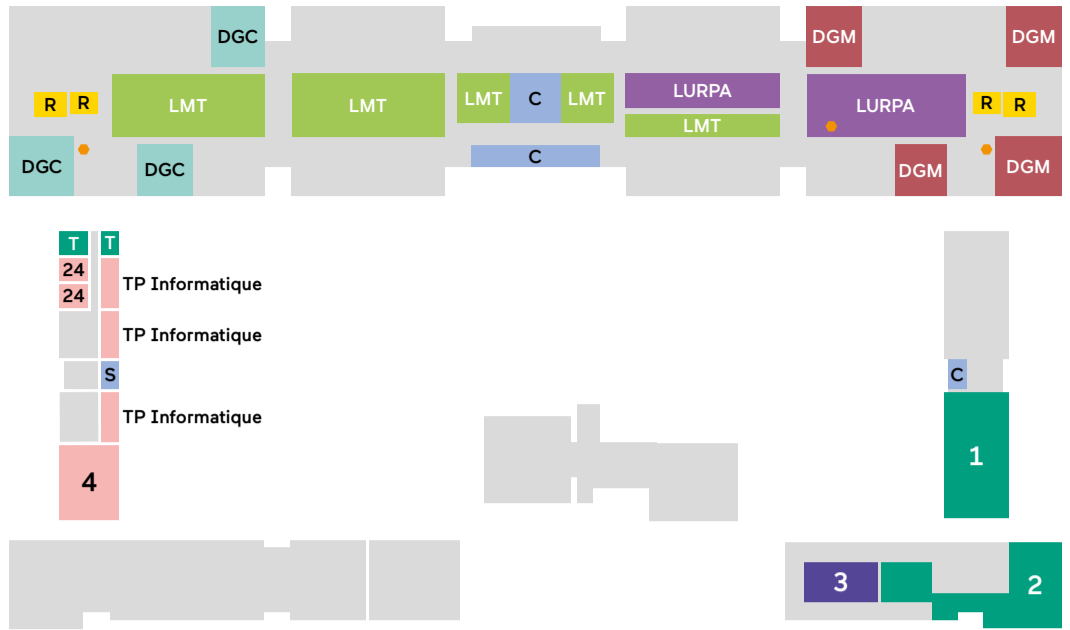 DGC DGM DGM
R R LMT LMT LMT C LMT LURPA LURPA R R
LMT
DGC DGC C DGM DGM
T T
24
24 TP Informatique
TP Informatique
S C
TP Informatique
1
4
3 2